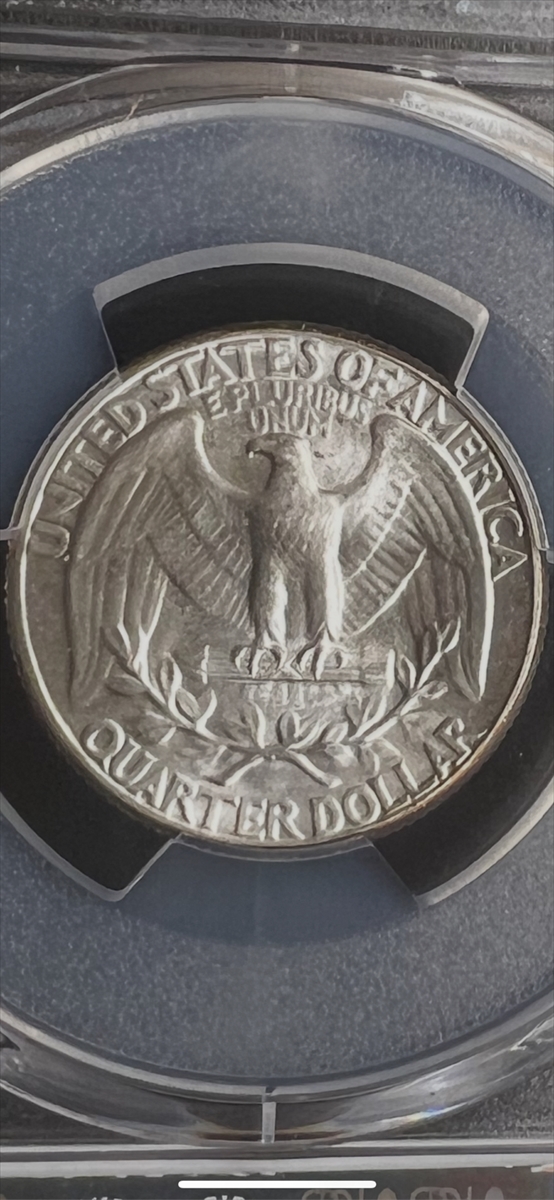 UNITED STATES OF AMERICA
E PLURIBUS
UNUM
QUARTER DOLLAR